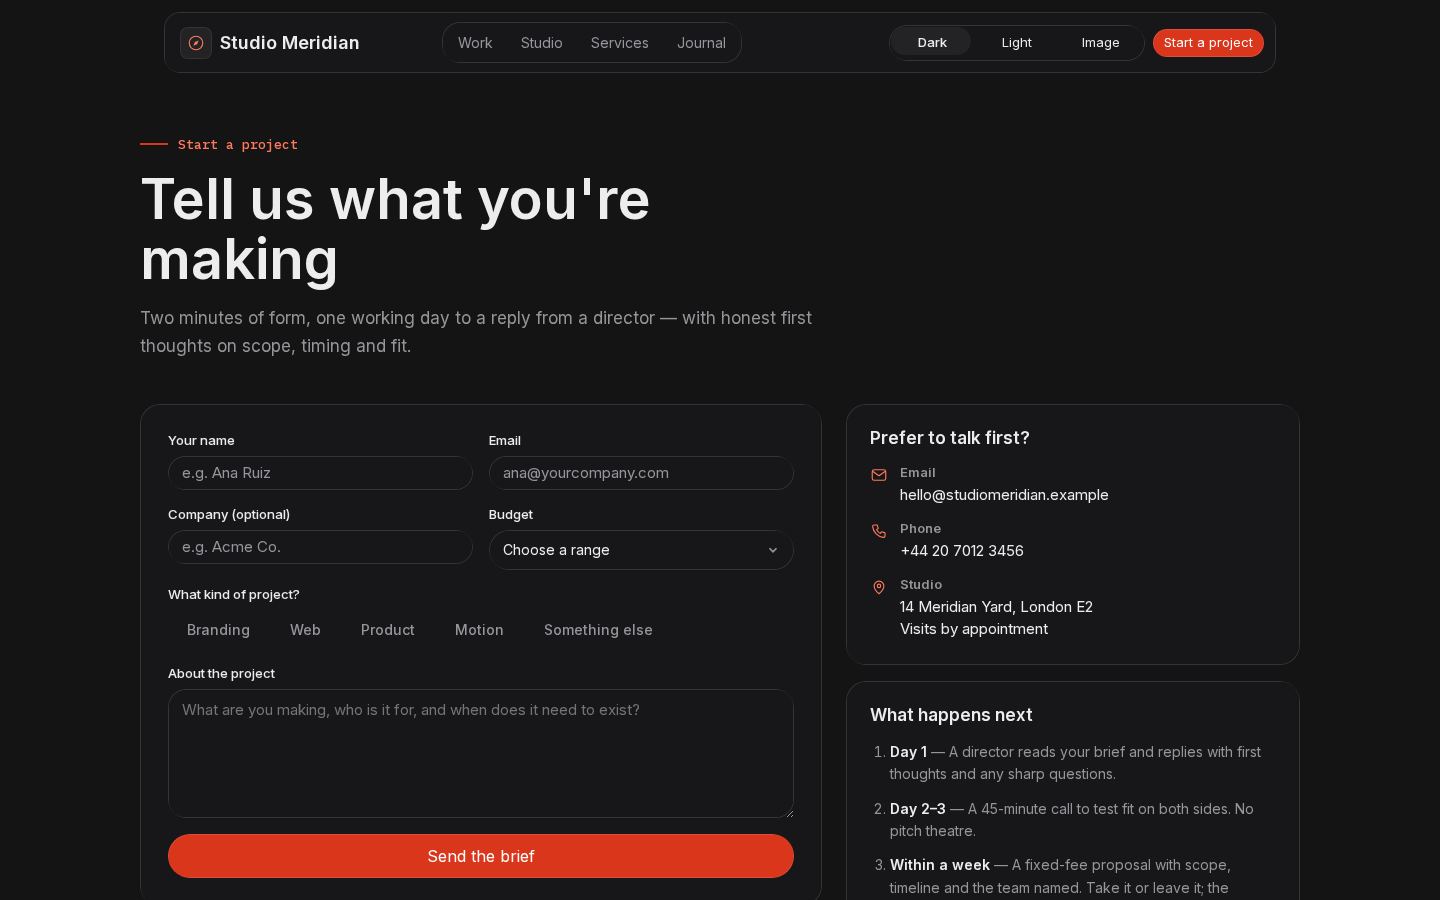 Studio Meridian
Work Studio Services Journal
Dark Light Image
Start a project
Start a project
Tell us what you're
making
Two minutes of form, one working day to a reply from a director — with honest first
thoughts on scope, timing and fit.
Your name
e.g. Ana Ruiz
Email
ana@yourcompany.com
Company (optional)
e.g. Acme Co.
Budget
Choose a range
What kind of project?
Branding Web Product Motion Something else
About the project
What are you making, who is it for, and when does it need to exist?
Send the brief
Prefer to talk first?
Email
hello@studiomeridian.example
Phone
+44 20 7012 3456
Studio
14 Meridian Yard, London E2
Visits by appointment
What happens next
1. Day 1 — A director reads your brief and replies with first
thoughts and any sharp questions.
2. Day 2–3 — A 45-minute call to test fit on both sides. No
pitch theatre.
3. Within a week — A fixed-fee proposal with scope,
timeline and the team named. Take it or leave it; the